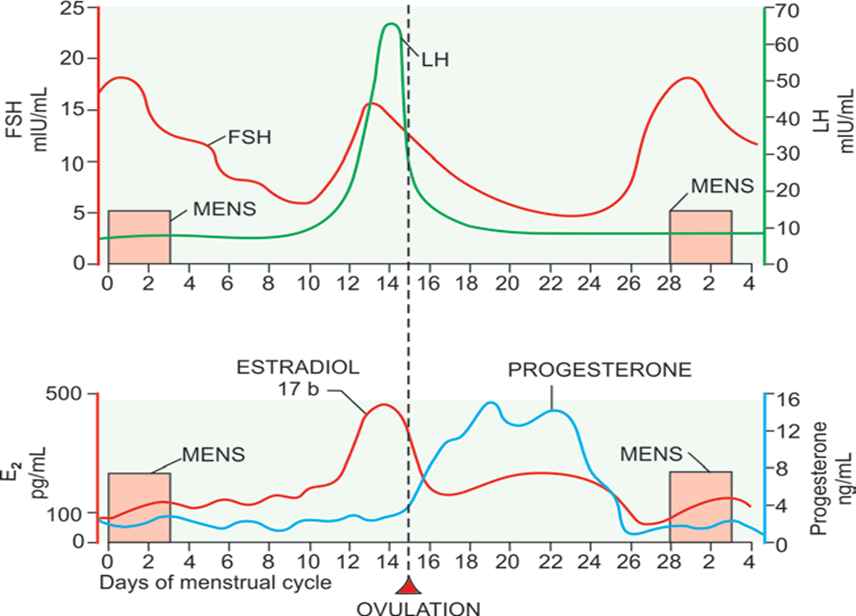 25
20
15
10
5
0
FSH
mIU/mL
70
60
50
40
30
20
10
0
LH
mIU/mL
LH
FSH
MENS
MENS
0 2 4 6 8 10 12 14 16 18 20 22 24 26 28 2 4
ESTRADIOL
17 b
PROGESTERONE
500
100
0
E₂
pg/mL
16
12
8
4
0
Progesterone
ng/mL
MENS
MENS
0 2 4 6 8 10 12 14 16 18 20 22 24 26 28 2 4
Days of menstrual cycle
OVULATION